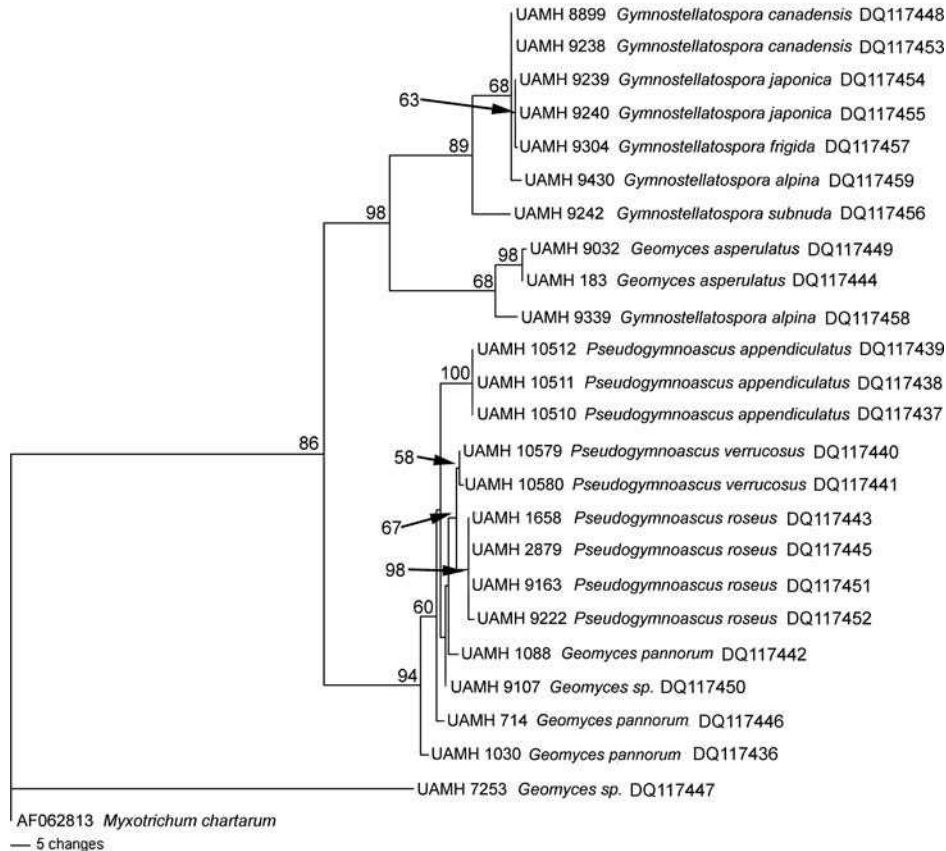 UAMH 8899 Gymnostellatospora canadensis DQ117448
UAMH 9238 Gymnostellatospora canadensis DQ117453
68 UAMH 9239 Gymnostellatospora japonica DQ117454
63
UAMH 9240 Gymnostellatospora japonica DQ117455
89 UAMH 9304 Gymnostellatospora frigida DQ117457
UAMH 9430 Gymnostellatospora alpina DQ117459
98 UAMH 9242 Gymnostellatospora subnuda DQ117456
98 UAMH 9032 Geomyces asperulatus DQ117449
68 UAMH 183 Geomyces asperulatus DQ117444
UAMH 9339 Gymnostellatospora alpina DQ117458
UAMH 10512 Pseudogymnoascus appendiculatus DQ117439
100 UAMH 10511 Pseudogymnoascus appendiculatus DQ117438
UAMH 10510 Pseudogymnoascus appendiculatus DQ117437
86
58 UAMH 10579 Pseudogymnoascus verrucosus DQ117440
UAMH 10580 Pseudogymnoascus verrucosus DQ117441
67 UAMH 1658 Pseudogymnoascus roseus DQ117443
UAMH 2879 Pseudogymnoascus roseus DQ117445
98 UAMH 9163 Pseudogymnoascus roseus DQ117451
60 UAMH 9222 Pseudogymnoascus roseus DQ117452
UAMH 1088 Geomyces pannorum DQ117442
94 UAMH 9107 Geomyces sp. DQ117450
UAMH 714 Geomyces pannorum DQ117446
UAMH 1030 Geomyces pannorum DQ117436
UAMH 7253 Geomyces sp. DQ117447
AF062813 Myxotrichum chartarum
5 changes